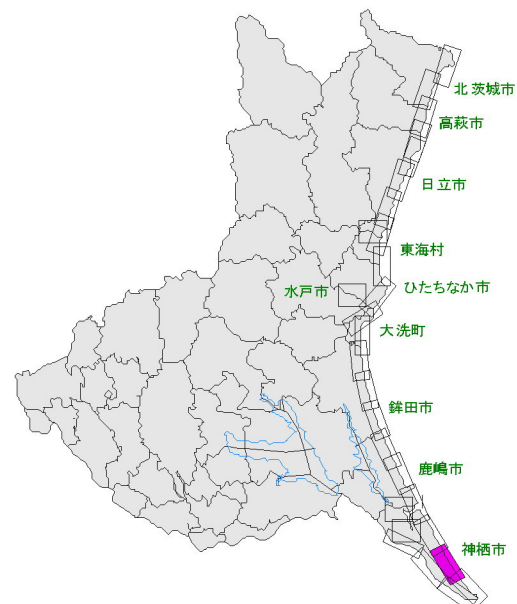 北茨城市
高萩市
日立市
東海村
ひたちなか市
水戸市
大洗町
鉾田市
鹿嶋市
神栖市